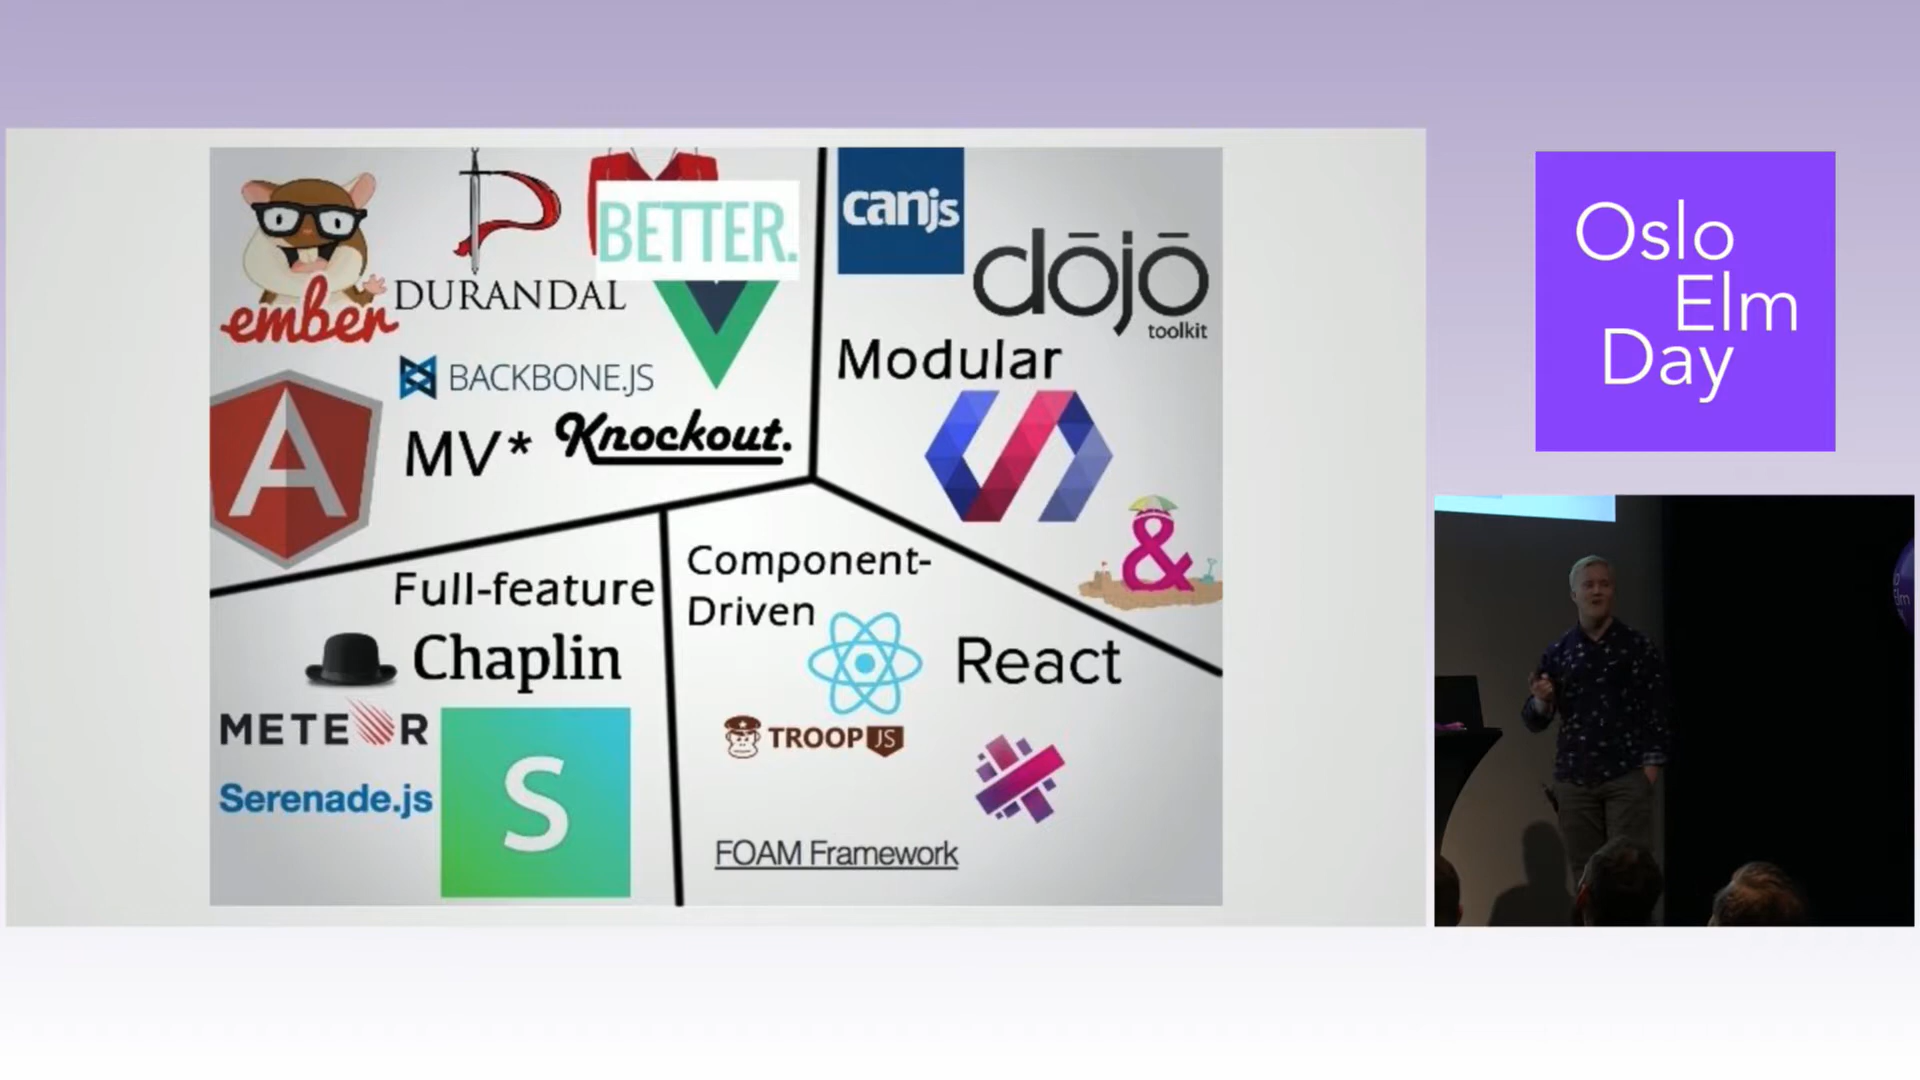 BETTER.
ember
DURANDAL
BACKBONE.JS
MV*
Knockout.
canjs
dōjō
toolkit
Modular
&
Full-feature
Chaplin
METEOR
Serenade.js
S
Component-
Driven
React
TROOPJS
FOAM Framework
Oslo
Elm
Day